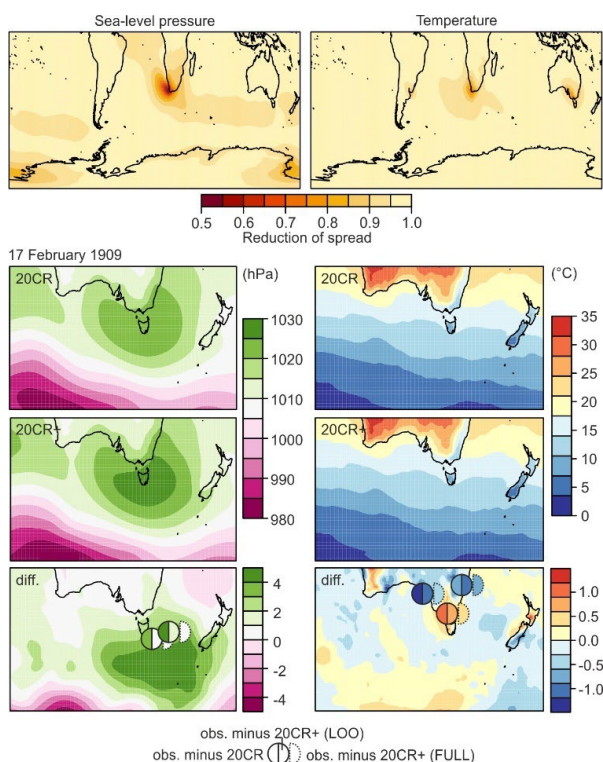 Sea-level pressure
Temperature
0.5 0.6 0.7 0.8 0.9 1.0
Reduction of spread
17 February 1909
20CR
(hPa)
1030
1020
1010
1000
990
980
20CR
(°C)
35
30
25
20
15
10
5
0
20CR+
20CR+
diff.
4
2
0
-2
-4
diff.
1.0
0.5
0.0
-0.5
-1.0
obs. minus 20CR+ (LOO)
obs. minus 20CR obs. minus 20CR+ (FULL)